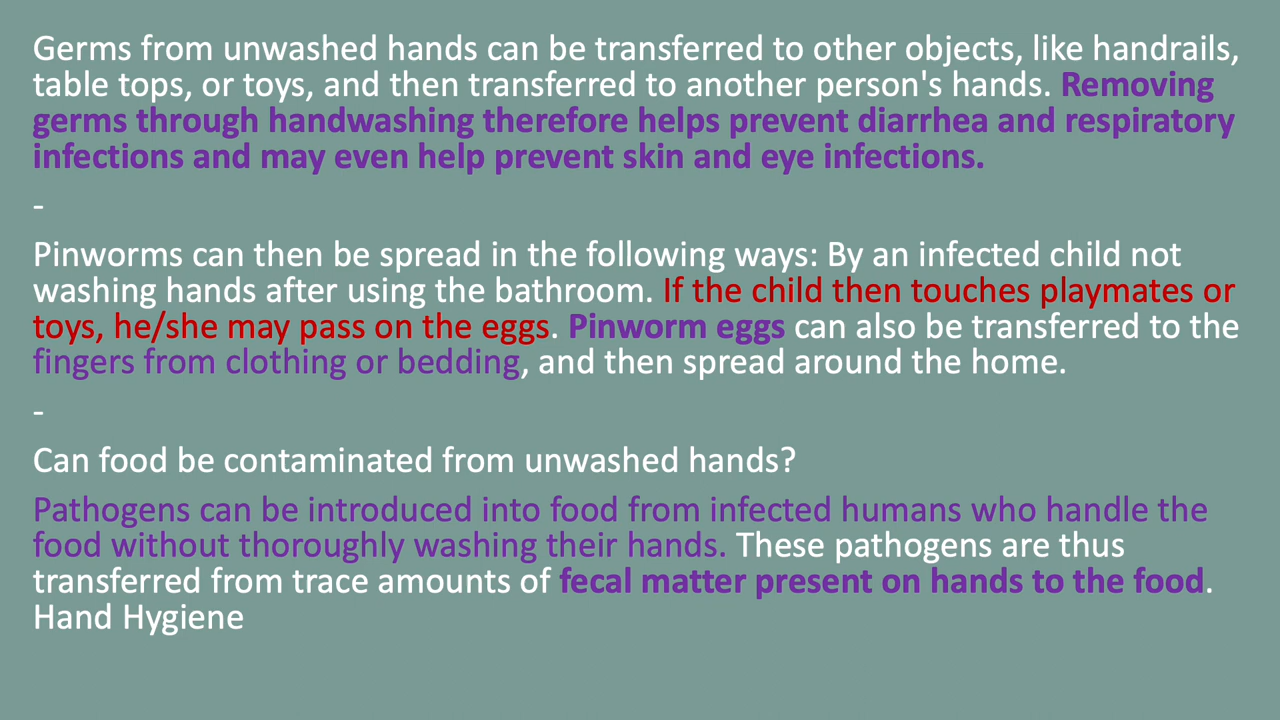 Germs from unwashed hands can be transferred to other objects, like handrails,
table tops, or toys, and then transferred to another person's hands. Removing
germs through handwashing therefore helps prevent diarrhea and respiratory
infections and may even help prevent skin and eye infections.
-
Pinworms can then be spread in the following ways: By an infected child not
washing hands after using the bathroom. If the child then touches playmates or
toys, he/she may pass on the eggs. Pinworm eggs can also be transferred to the
fingers from clothing or bedding, and then spread around the home.
-
Can food be contaminated from unwashed hands?
Pathogens can be introduced into food from infected humans who handle the
food without thoroughly washing their hands. These pathogens are thus
transferred from trace amounts of fecal matter present on hands to the food.
Hand Hygiene